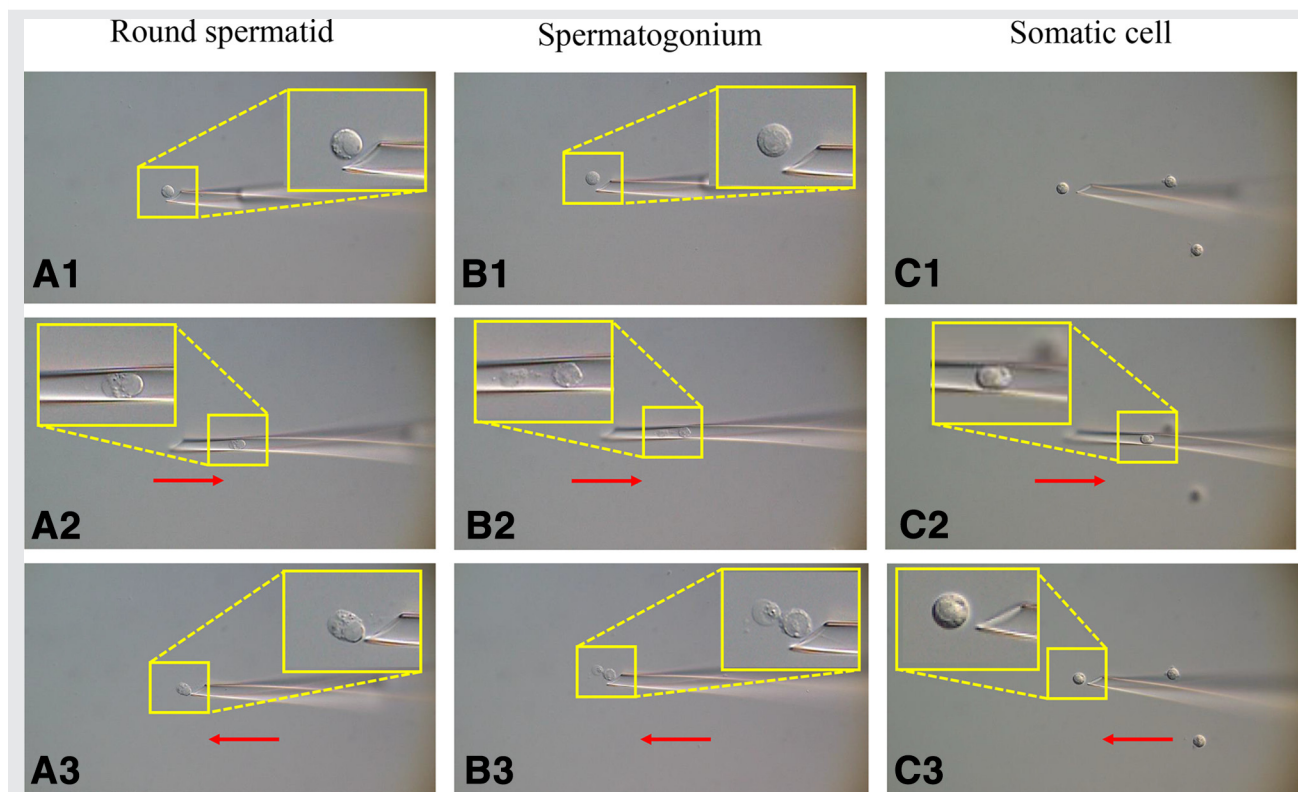 Round spermatid
Spermatogonium
Somatic cell
A1
B1
C1
A2
B2
C2
A3
B3
C3